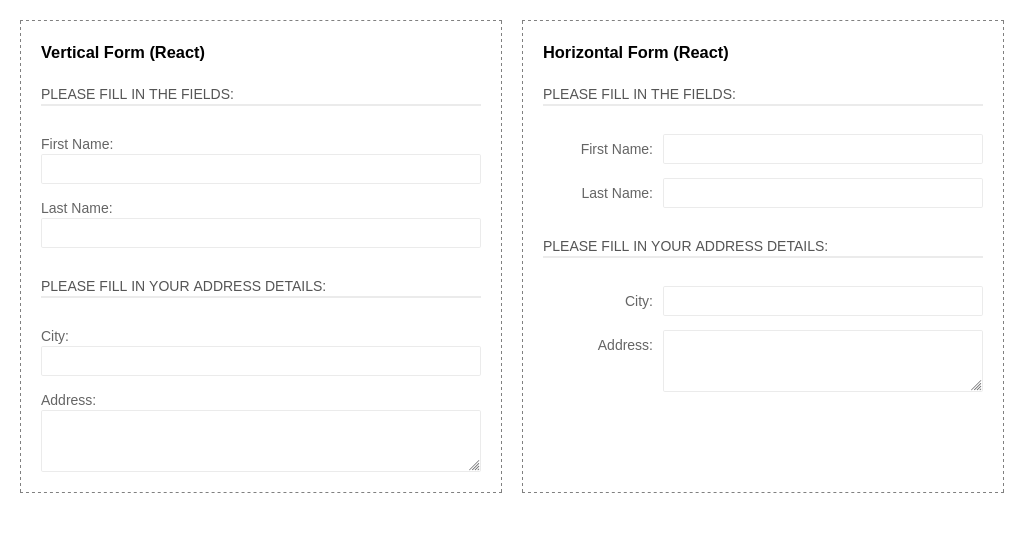 Vertical Form (React)
PLEASE FILL IN THE FIELDS:
First Name:
Last Name:
PLEASE FILL IN YOUR ADDRESS DETAILS:
City:
Address:
Horizontal Form (React)
PLEASE FILL IN THE FIELDS:
First Name:
Last Name:
PLEASE FILL IN YOUR ADDRESS DETAILS:
City:
Address: